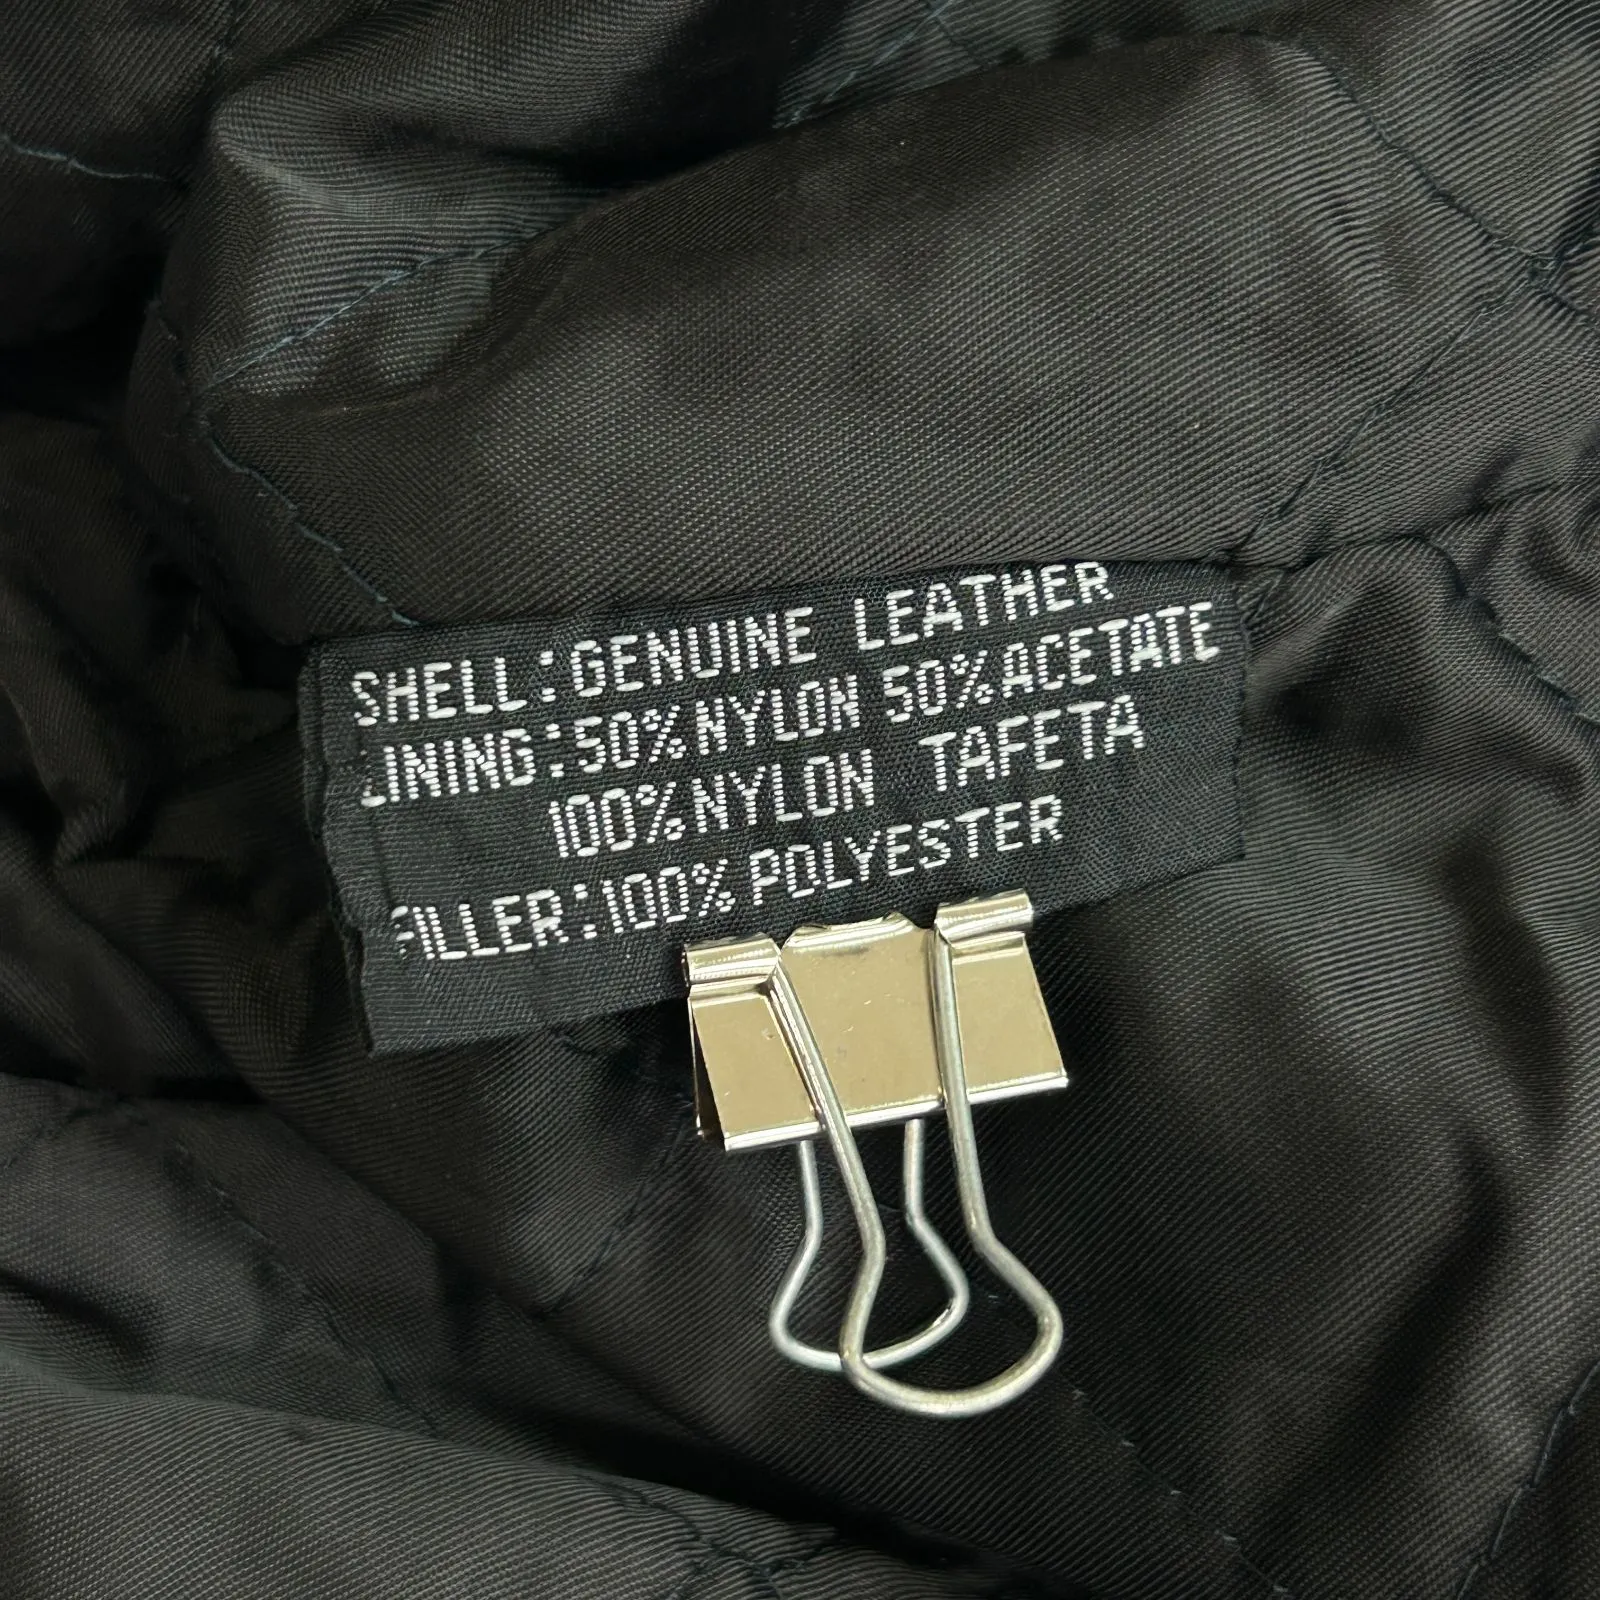 SHELL:GENUINE LEATHER
LINING:50%NYLON 50%ACETATE
100%NYLON TAFETA
FILLER:100%POLYESTER